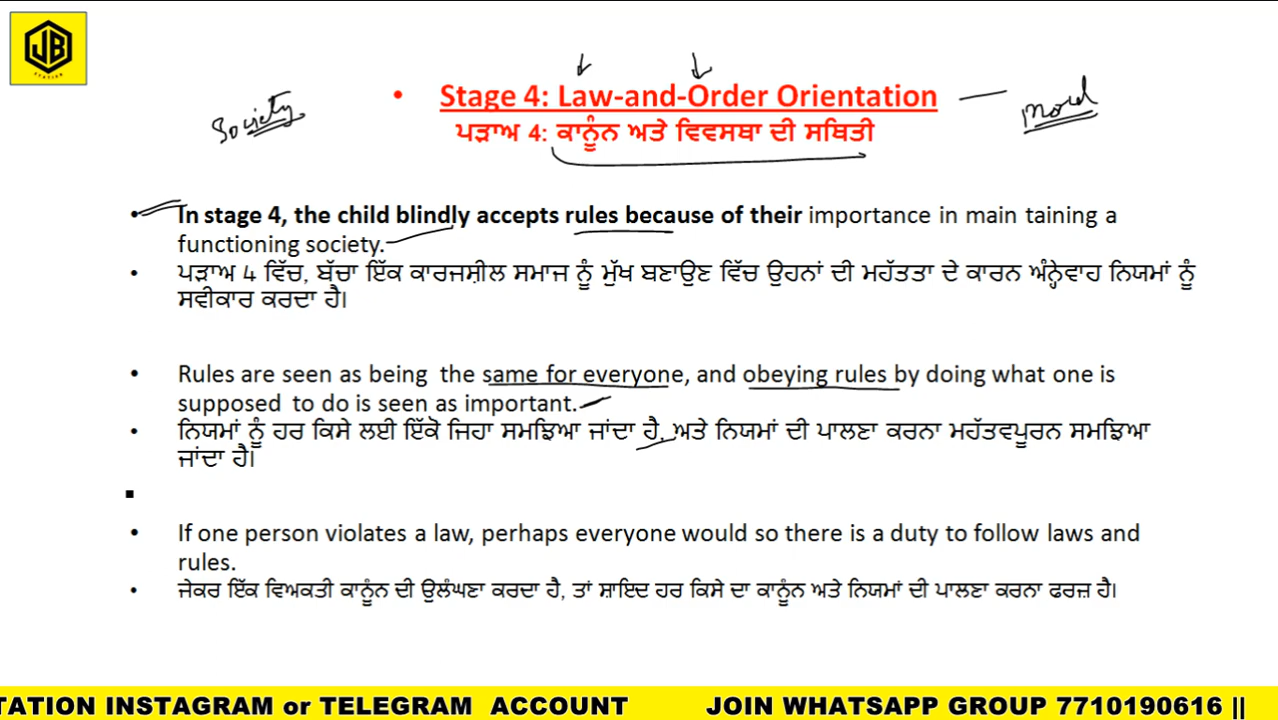 JB
STATION
Society
• Stage 4: Law-and-Order Orientation
moral
ਪੜਾਅ 4: ਕਾਨੂੰਨ ਅਤੇ ਵਿਵਸਥਾ ਦੀ ਸਥਿਤੀ
• In stage 4, the child blindly accepts rules because of their importance in main taining a
functioning society.
• ਪੜਾਅ 4 ਵਿੱਚ, ਬੱਚਾ ਇੱਕ ਕਾਰਜਸ਼ੀਲ ਸਮਾਜ ਨੂੰ ਮੁੱਖ ਬਣਾਉਣ ਵਿੱਚ ਉਹਨਾਂ ਦੀ ਮਹੱਤਤਾ ਦੇ ਕਾਰਨ ਅੰਨ੍ਹੇਵਾਹ ਨਿਯਮਾਂ ਨੂੰ
ਸਵੀਕਾਰ ਕਰਦਾ ਹੈ।
• Rules are seen as being the same for everyone, and obeying rules by doing what one is
supposed to do is seen as important.
• ਨਿਯਮਾਂ ਨੂੰ ਹਰ ਕਿਸੇ ਲਈ ਇੱਕੋ ਜਿਹਾ ਸਮਝਿਆ ਜਾਂਦਾ ਹੈ, ਅਤੇ ਨਿਯਮਾਂ ਦੀ ਪਾਲਣਾ ਕਰਨਾ ਮਹੱਤਵਪੂਰਨ ਸਮਝਿਆ
ਜਾਂਦਾ ਹੈ।
• If one person violates a law, perhaps everyone would so there is a duty to follow laws and
rules.
• ਜੇਕਰ ਇੱਕ ਵਿਅਕਤੀ ਕਾਨੂੰਨ ਦੀ ਉਲੰਘਣਾ ਕਰਦਾ ਹੈ, ਤਾਂ ਸ਼ਾਇਦ ਹਰ ਕਿਸੇ ਦਾ ਕਾਨੂੰਨ ਅਤੇ ਨਿਯਮਾਂ ਦੀ ਪਾਲਣਾ ਕਰਨਾ ਫਰਜ਼ ਹੈ।
TATION INSTAGRAM or TELEGRAM ACCOUNT JOIN WHATSAPP GROUP 7710190616 ||